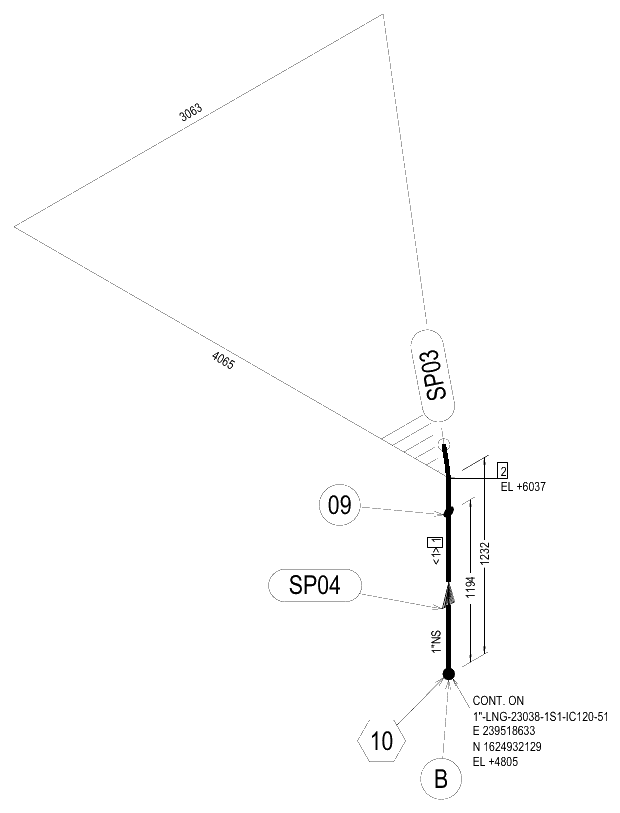 3063
4065
SP03
2
EL +6037
09
<1> 1
1232
1194
SP04
1"NS
CONT. ON
1"-LNG-23038-1S1-IC120-51
E 239518633
N 1624932129
EL +4805
10
B